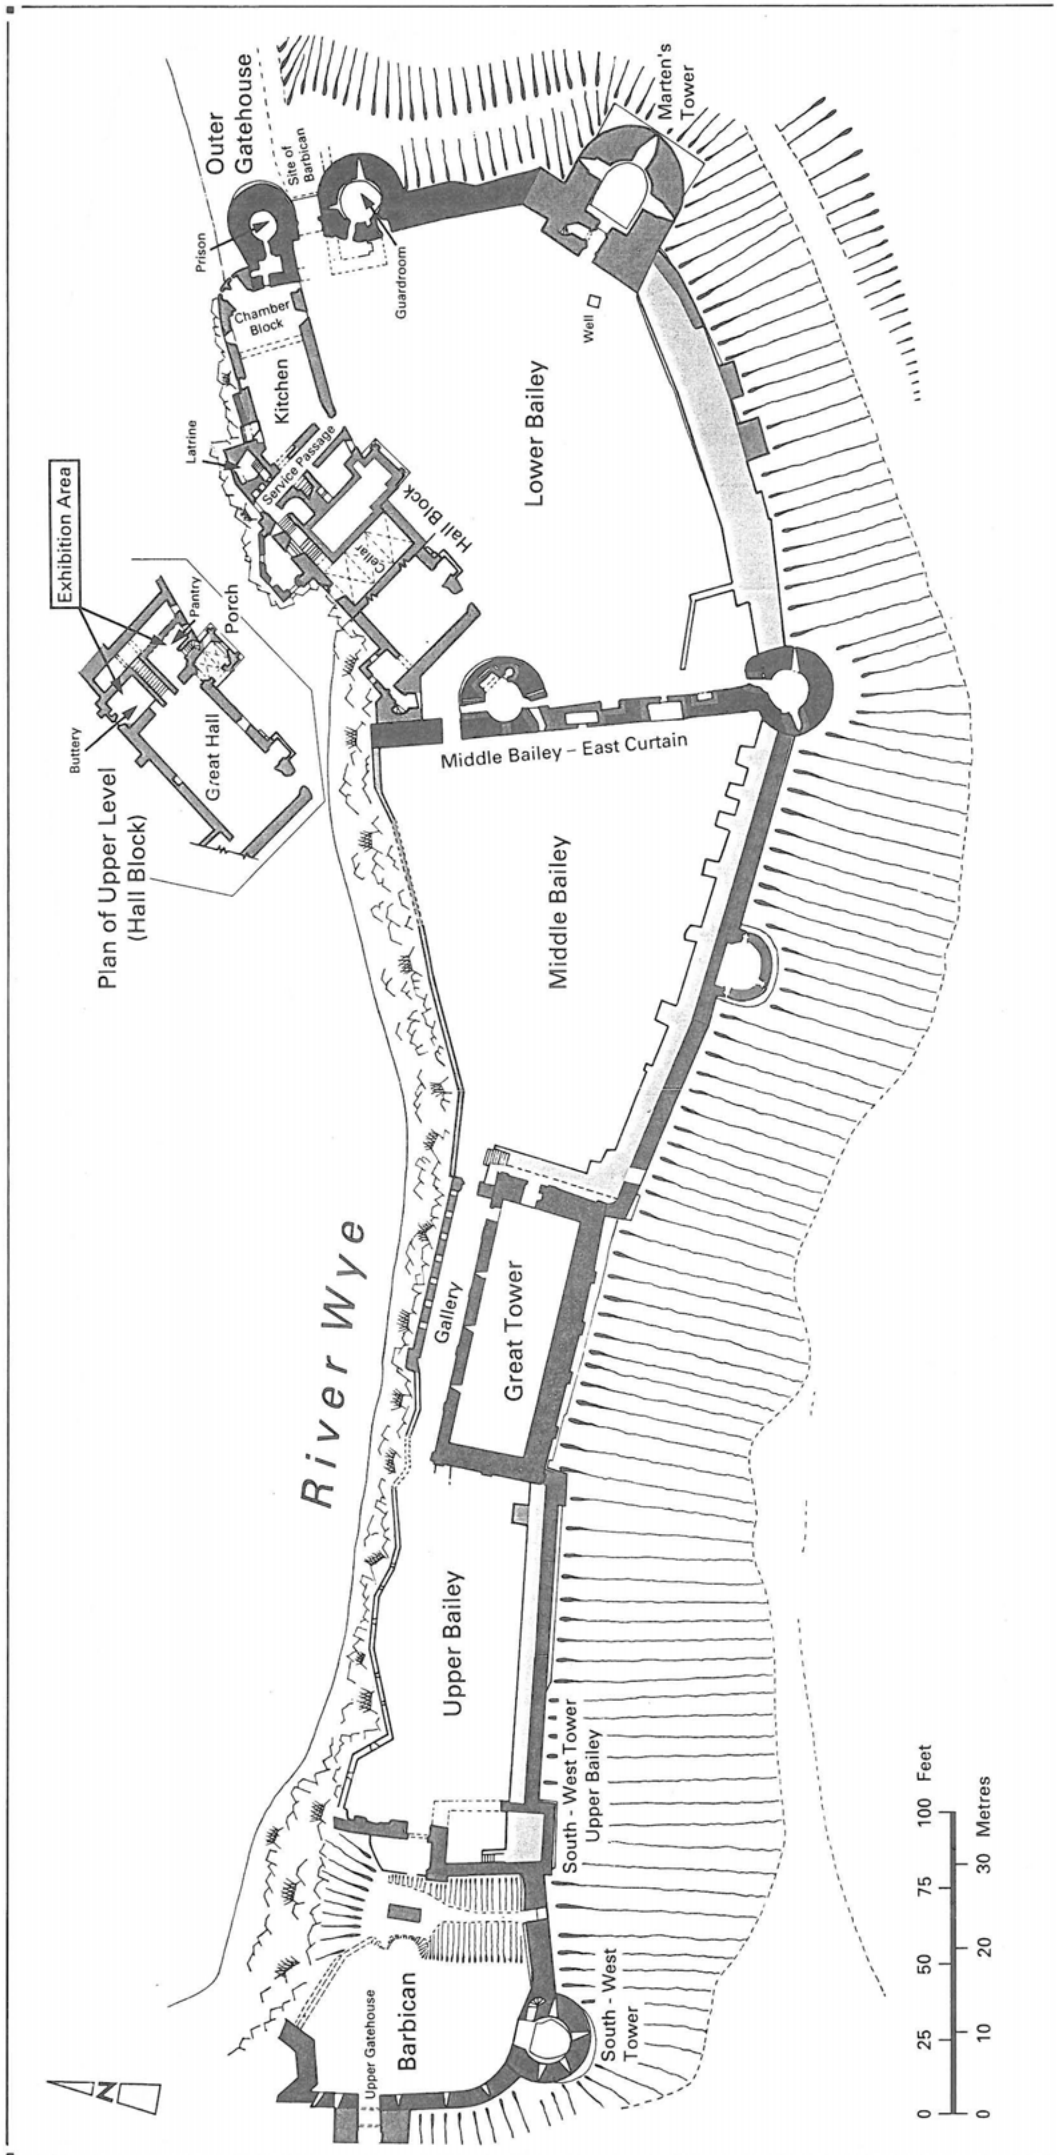 Outer
Gatehouse
Site of
Barbican
Marten's
Tower
Prison
Guardroom
Chamber
Block
Kitchen
Well
Latrine
Service Passage
Lower Bailey
Hall Block
Cellar
Exhibition Area
Pantry
Porch
Buttery
Great Hall
Plan of Upper Level
(Hall Block)
Middle Bailey – East Curtain
Middle Bailey
River Wye
Gallery
Great Tower
Upper Bailey
South - West Tower
Upper Bailey
Upper Gatehouse
Barbican
South - West
Tower
N
0 25 50 75 100 Feet
0 10 20 30 Metres